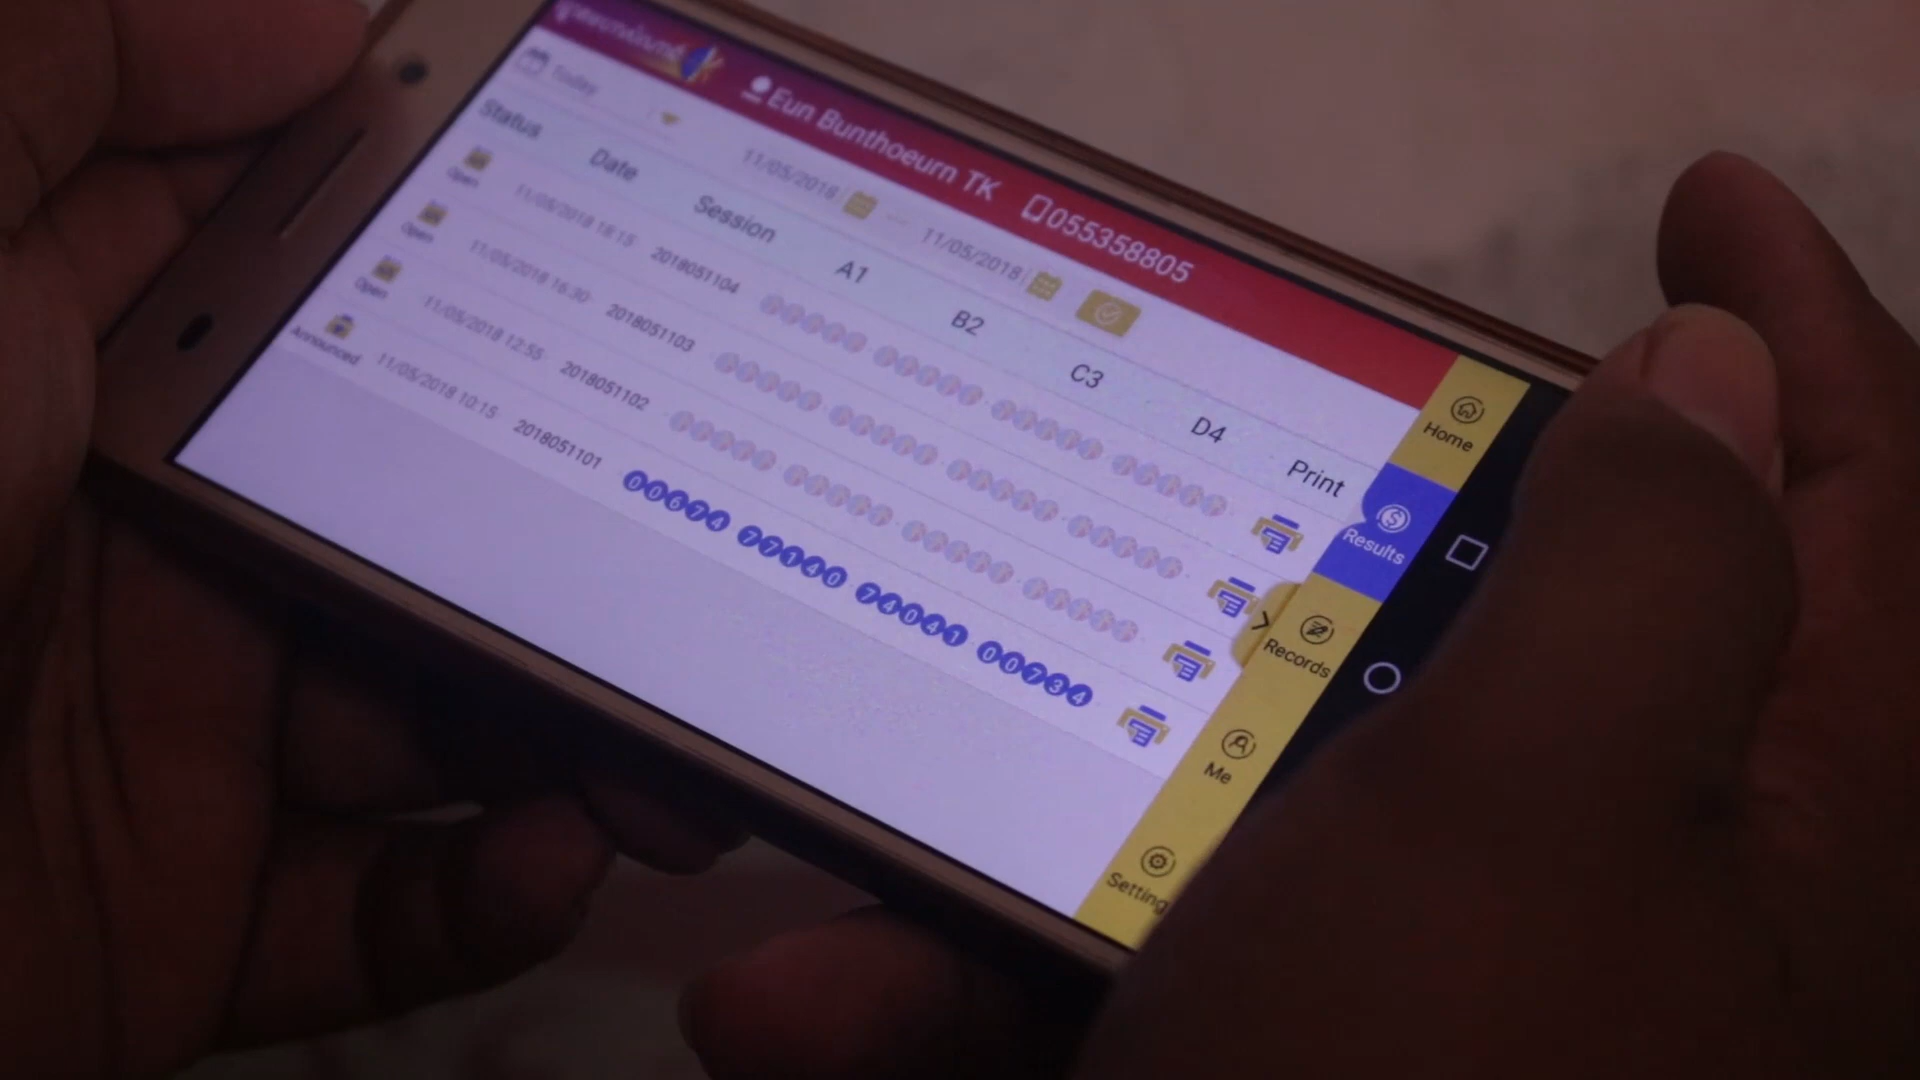 Eun Bunthoeurn TK 055358805
Today 11/05/2018 11/05/2018
Status Date Session A1 B2 C3 D4 Print
Open 11/05/2018 18:15 2018051104
Open 11/05/2018 16:30 2018051103
Open 11/05/2018 12:55 2018051102
Announced 11/05/2018 10:15 2018051101 00674 77140 74041 00734
Home
Results
Records
Me
Setting